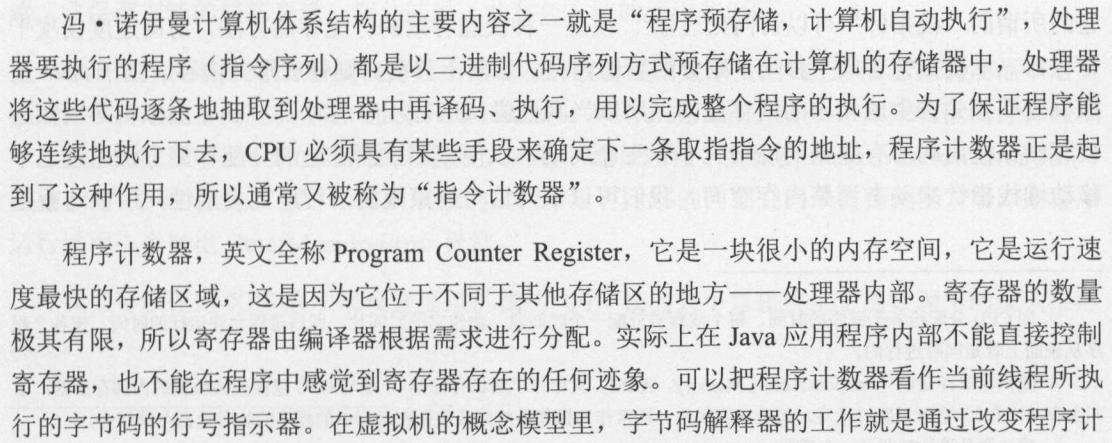 冯·诺伊曼计算机体系结构的主要内容之一就是“程序预存储，计算机自动执行”！处理
器要执行的程序（指令序列）都是以二进制代码序列方式预存储在计算机的存储器中，处理器
将这些代码逐条地抽取到处理器中再译码、执行，用以完成整个程序的执行。为了保证程序能
够连续地执行下去，CPU 必须具有某些手段来确定下一条取指指令的地址，程序计数器正是起
到了这种作用，所以通常又被称为“指令计数器”。
程序计数器，英文全称 Program Counter Register，它是一块很小的内存空间，它是运行速
度最快的存储区域，这是因为它位于不同于其他存储区的地方——处理器内部。寄存器的数量
极其有限，所以寄存器由编译器根据需求进行分配。实际上在 Java 应用程序内部不能直接控制
寄存器，也不能在程序中感觉到寄存器存在的任何迹象。可以把程序计数器看作当前线程所执
行的字节码的行号指示器。在虚拟机的概念模型里，字节码解释器的工作就是通过改变程序计